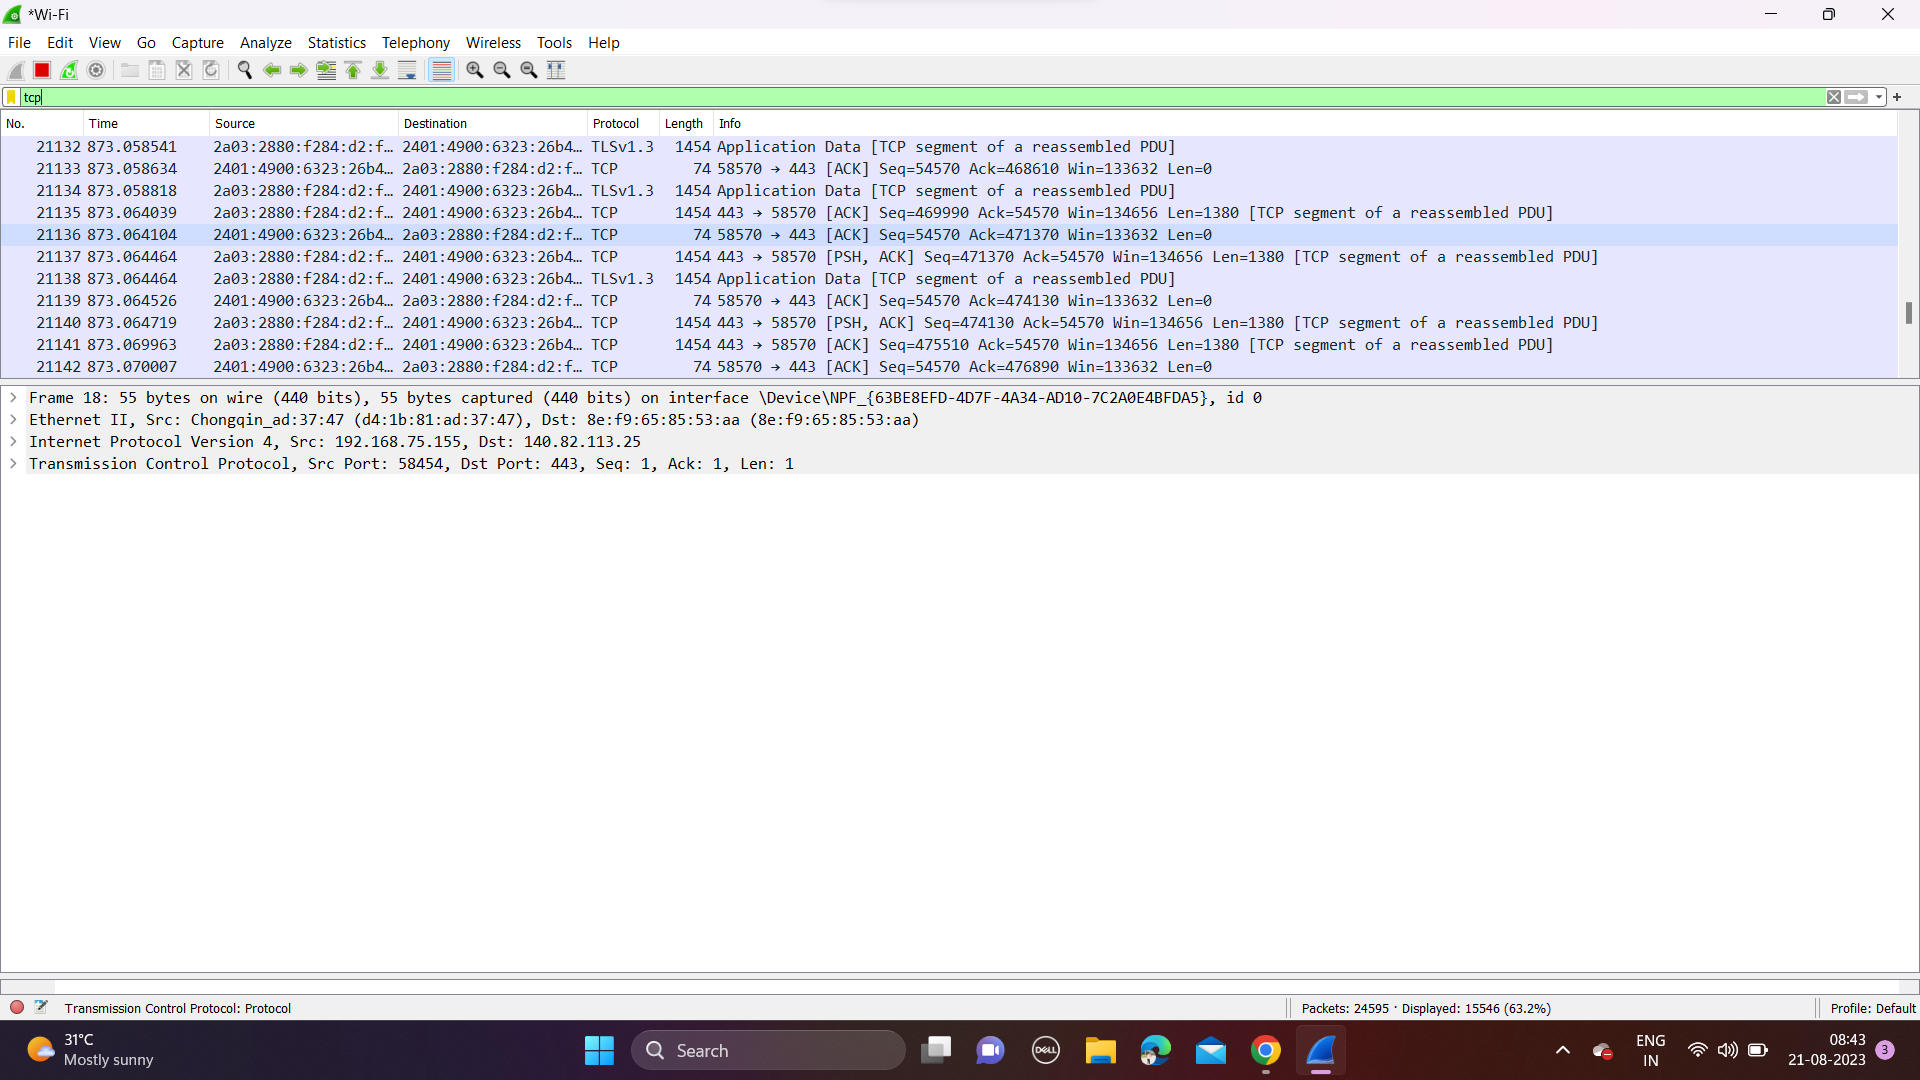 *Wi-Fi
File Edit View Go Capture Analyze Statistics Telephony Wireless Tools Help
tcp
No. Time Source Destination Protocol Length Info
21132 873.058541 2a03:2880:f284:d2:f… 2401:4900:6323:26b4… TLSv1.3 1454 Application Data [TCP segment of a reassembled PDU]
21133 873.058634 2401:4900:6323:26b4… 2a03:2880:f284:d2:f… TCP 74 58570 → 443 [ACK] Seq=54570 Ack=468610 Win=133632 Len=0
21134 873.058818 2a03:2880:f284:d2:f… 2401:4900:6323:26b4… TLSv1.3 1454 Application Data [TCP segment of a reassembled PDU]
21135 873.064039 2a03:2880:f284:d2:f… 2401:4900:6323:26b4… TCP 1454 443 → 58570 [ACK] Seq=469990 Ack=54570 Win=134656 Len=1380 [TCP segment of a reassembled PDU]
21136 873.064104 2401:4900:6323:26b4… 2a03:2880:f284:d2:f… TCP 74 58570 → 443 [ACK] Seq=54570 Ack=471370 Win=133632 Len=0
21137 873.064464 2a03:2880:f284:d2:f… 2401:4900:6323:26b4… TCP 1454 443 → 58570 [PSH, ACK] Seq=471370 Ack=54570 Win=134656 Len=1380 [TCP segment of a reassembled PDU]
21138 873.064464 2a03:2880:f284:d2:f… 2401:4900:6323:26b4… TLSv1.3 1454 Application Data [TCP segment of a reassembled PDU]
21139 873.064526 2401:4900:6323:26b4… 2a03:2880:f284:d2:f… TCP 74 58570 → 443 [ACK] Seq=54570 Ack=474130 Win=133632 Len=0
21140 873.064719 2a03:2880:f284:d2:f… 2401:4900:6323:26b4… TCP 1454 443 → 58570 [PSH, ACK] Seq=474130 Ack=54570 Win=134656 Len=1380 [TCP segment of a reassembled PDU]
21141 873.069963 2a03:2880:f284:d2:f… 2401:4900:6323:26b4… TCP 1454 443 → 58570 [ACK] Seq=475510 Ack=54570 Win=134656 Len=1380 [TCP segment of a reassembled PDU]
21142 873.070007 2401:4900:6323:26b4… 2a03:2880:f284:d2:f… TCP 74 58570 → 443 [ACK] Seq=54570 Ack=476890 Win=133632 Len=0
Frame 18: 55 bytes on wire (440 bits), 55 bytes captured (440 bits) on interface \Device\NPF_{63BE8EFD-4D7F-4A34-AD10-7C2A0E4BFDA5}, id 0
Ethernet II, Src: Chongqin_ad:37:47 (d4:1b:81:ad:37:47), Dst: 8e:f9:65:85:53:aa (8e:f9:65:85:53:aa)
Internet Protocol Version 4, Src: 192.168.75.155, Dst: 140.82.113.25
Transmission Control Protocol, Src Port: 58454, Dst Port: 443, Seq: 1, Ack: 1, Len: 1
Transmission Control Protocol: Protocol
Packets: 24595 · Displayed: 15546 (63.2%)
Profile: Default
31°C
Mostly sunny
Search
DELL
ENG
IN
08:43
21-08-2023
3